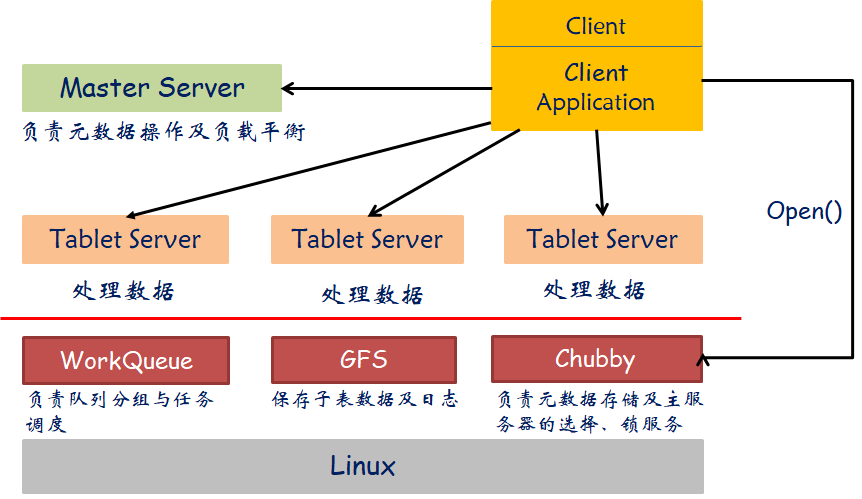 Client
Client
Application
Master Server
负责元数据操作及负载平衡
Open()
Tablet Server
Tablet Server
Tablet Server
处理数据
处理数据
处理数据
WorkQueue
GFS
Chubby
负责队列分组与任务
调度
保存子表数据及日志
负责元数据存储及主服
务器的选择、锁服务
Linux